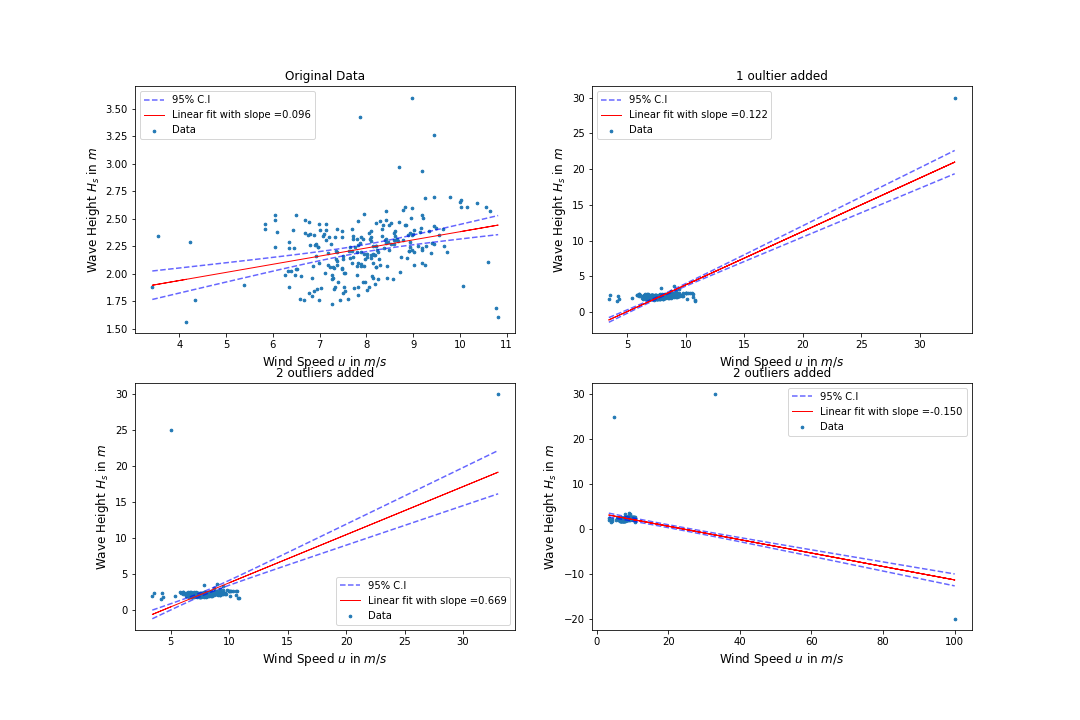 Original Data
95% C.I
Linear fit with slope =0.096
Data
3.50
3.25
3.00
2.75
2.50
2.25
2.00
1.75
1.50
Wave Height Hs in m
4 5 6 7 8 9 10 11
Wind Speed u in m/s
1 oultier added
95% C.I
Linear fit with slope =0.122
Data
30
25
20
15
10
5
0
Wave Height Hs in m
5 10 15 20 25 30
Wind Speed u in m/s
2 outliers added
30
25
20
15
10
5
0
Wave Height Hs in m
95% C.I
Linear fit with slope =0.669
Data
5 10 15 20 25 30
Wind Speed u in m/s
2 outliers added
95% C.I
Linear fit with slope =-0.150
Data
30
20
10
0
−10
−20
Wave Height Hs in m
0 20 40 60 80 100
Wind Speed u in m/s